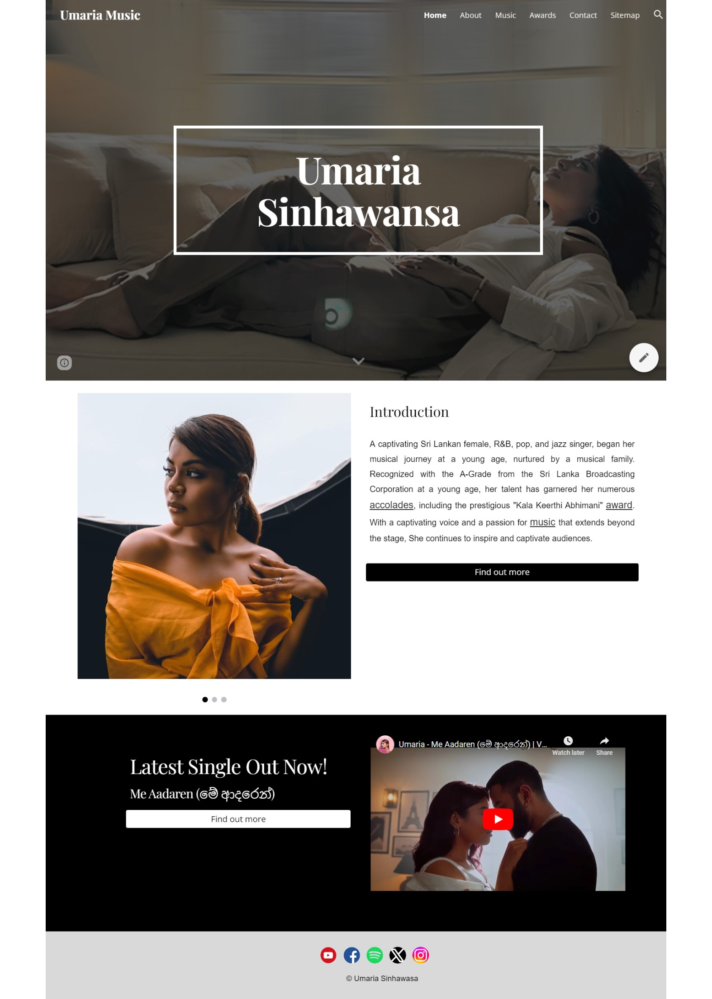 Umaria Music
Home About Music Awards Contact Sitemap
Umaria
Sinhawansa
Introduction
A captivating Sri Lankan female, R&B, pop, and jazz singer, began her
musical journey at a young age, nurtured by a musical family.
Recognized with the A-Grade from the Sri Lanka Broadcasting
Corporation at a young age, her talent has garnered her numerous
accolades, including the prestigious "Kala Keerthi Abhimani" award.
With a captivating voice and a passion for music that extends beyond
the stage, She continues to inspire and captivate audiences.
Find out more
Latest Single Out Now!
Me Aadaren (මේ ආදරෙන්)
Find out more
Umaria - Me Aadaren (මේ ආදරෙන්) | V...
Watch later Share
© Umaria Sinhawasa